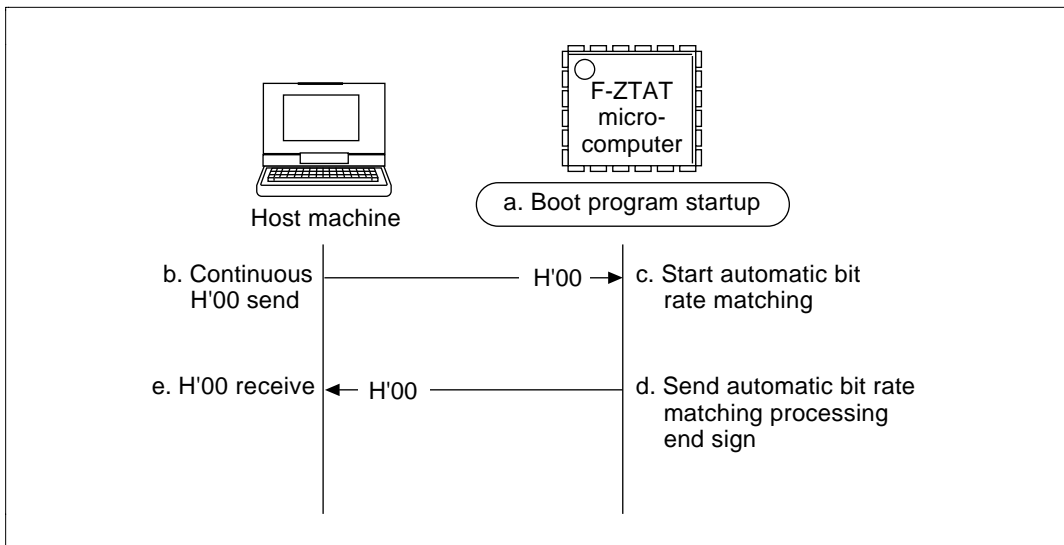 F-ZTAT
micro-
computer
Host machine
a. Boot program startup
b. Continuous
H'00 send
H'00
c. Start automatic bit
rate matching
e. H'00 receive
H'00
d. Send automatic bit rate
matching processing
end sign